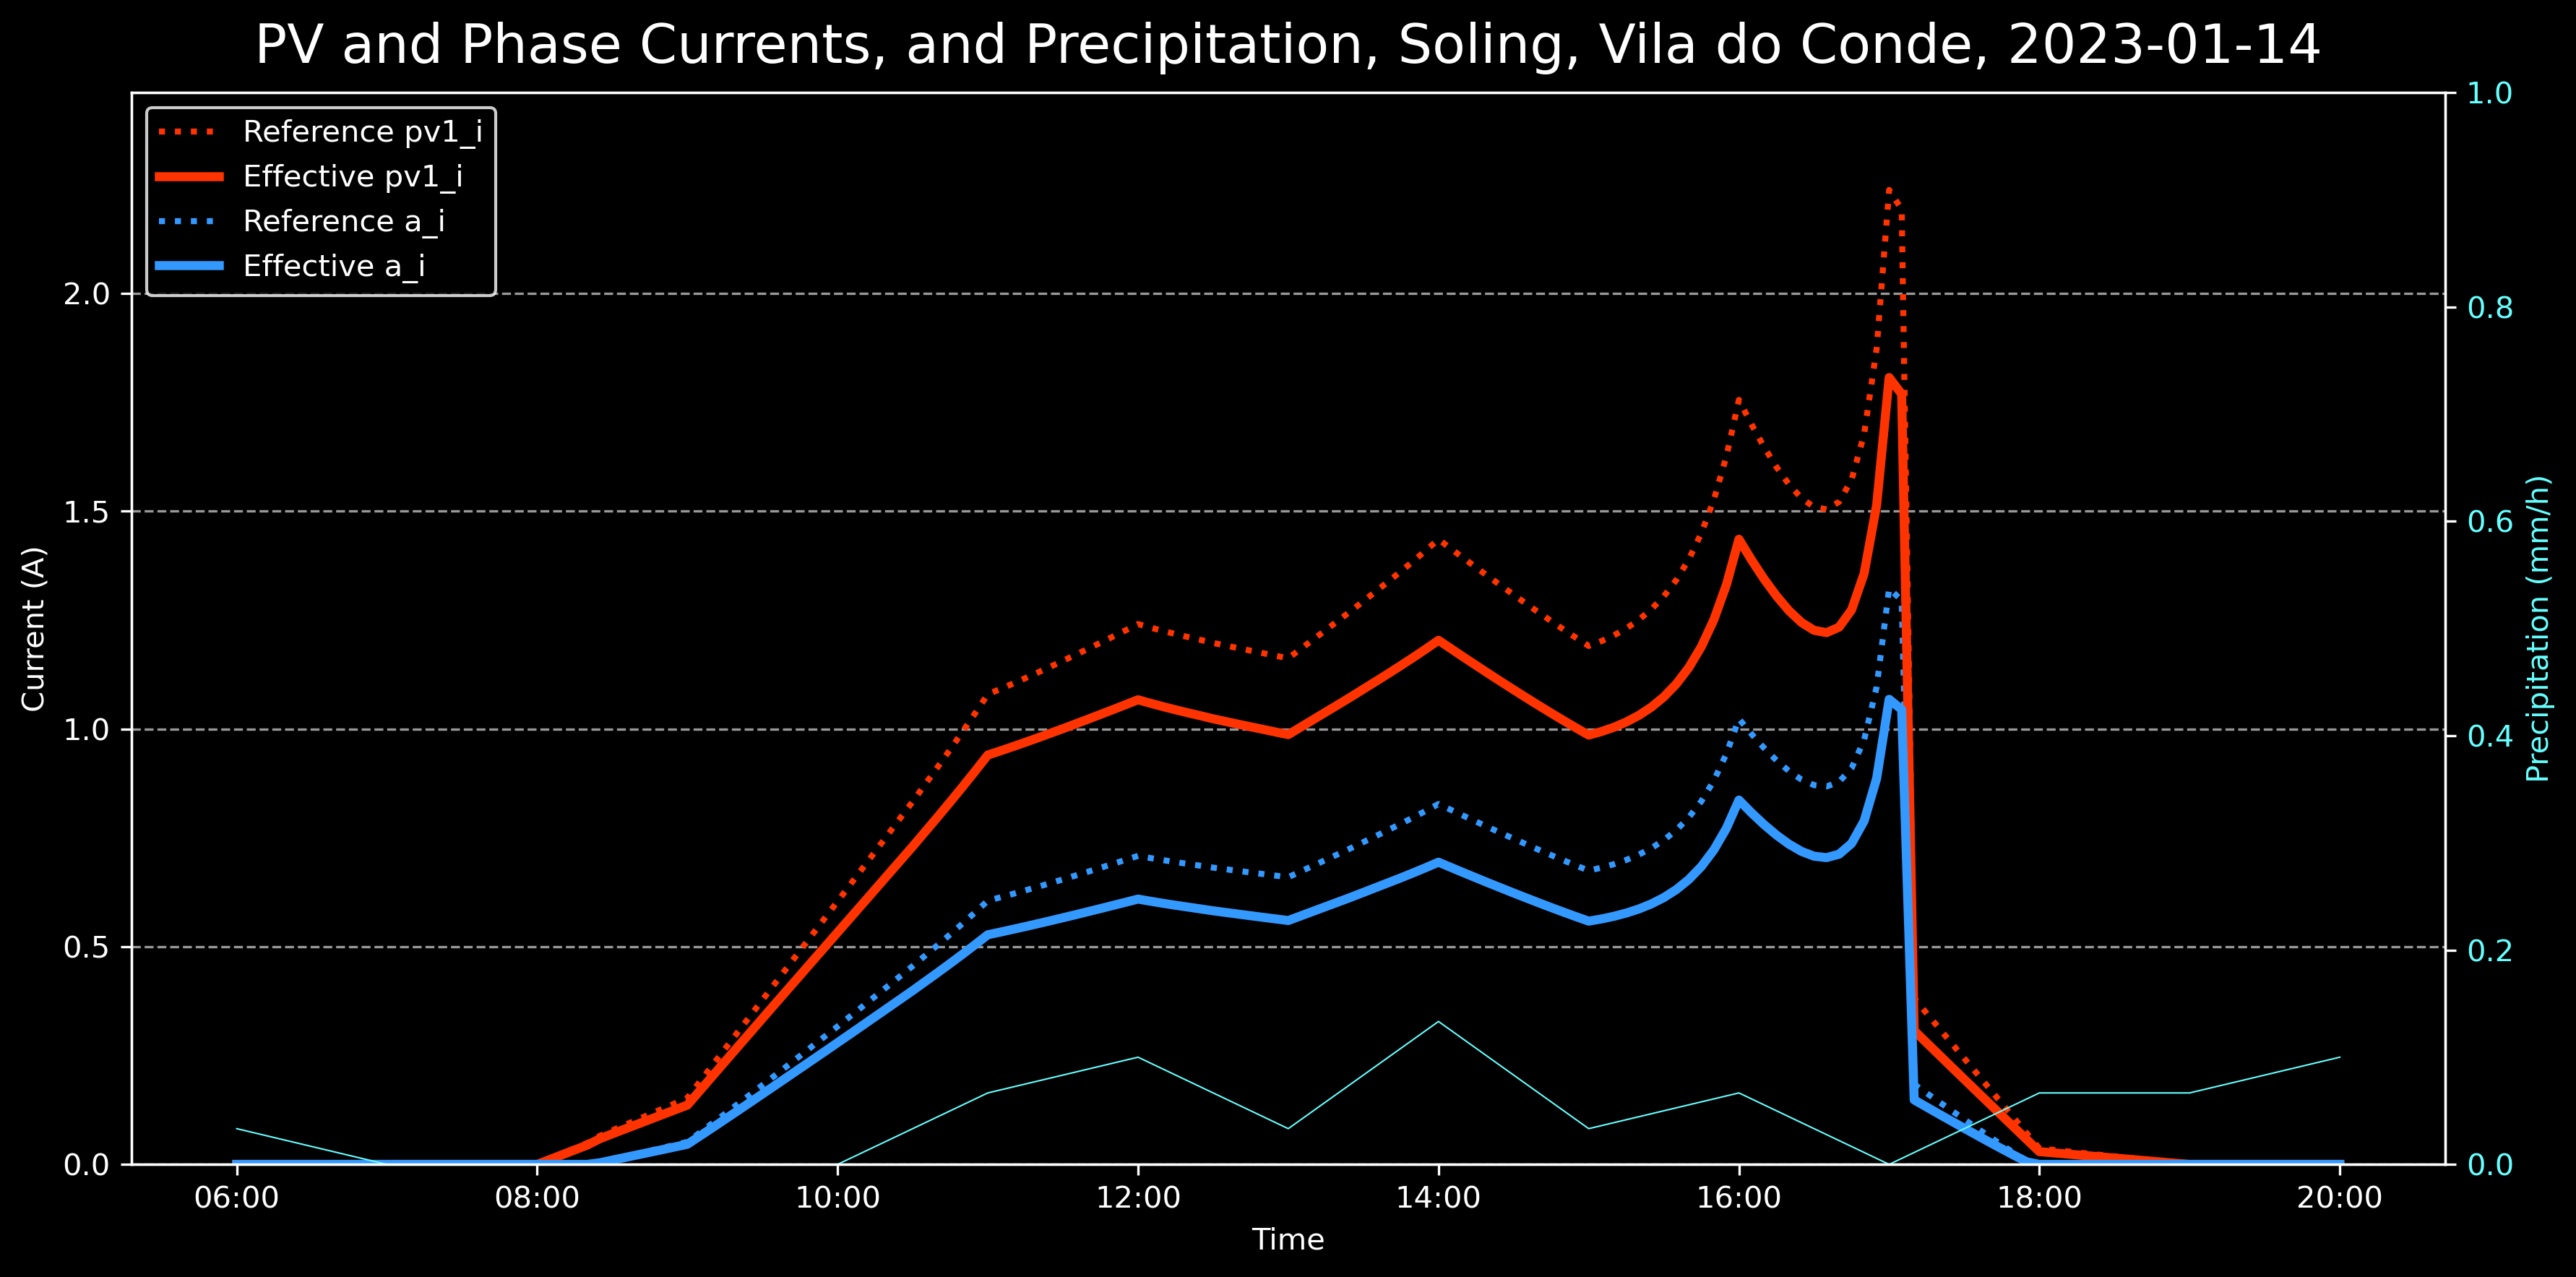 PV and Phase Currents, and Precipitation, Soling, Vila do Conde, 2023-01-14
Reference pv1_i
Effective pv1_i
Reference a_i
Effective a_i
Current (A)
2.0
1.5
1.0
0.5
0.0
1.0
0.8
0.6
0.4
0.2
0.0
Precipitation (mm/h)
06:00
08:00
10:00
12:00
14:00
16:00
18:00
20:00
Time